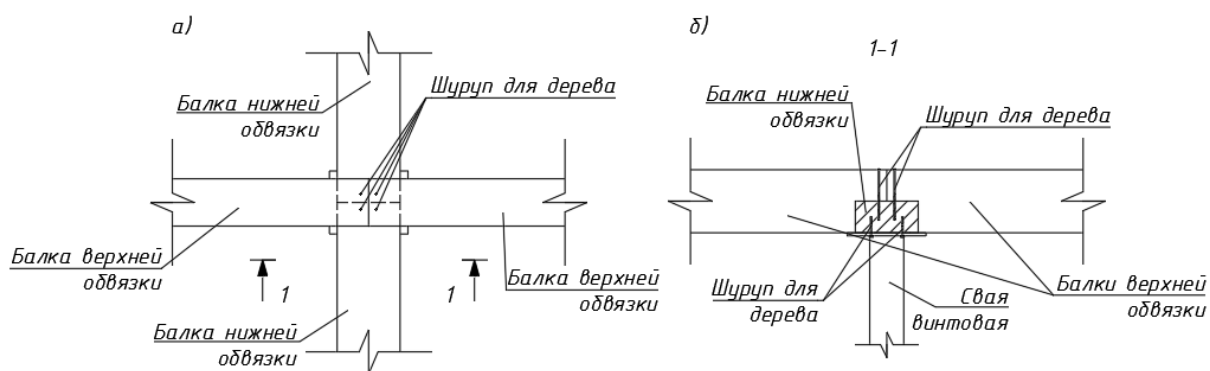 а)
Балка нижней
обвязки
Шуруп для дерева
Балка верхней
обвязки
1
1
Балка верхней
обвязки
Балка нижней
обвязки
б)
1-1
Балка нижней
обвязки
Шуруп для дерева
Шуруп для
дерева
Свая
винтовая
Балки верхней
обвязки